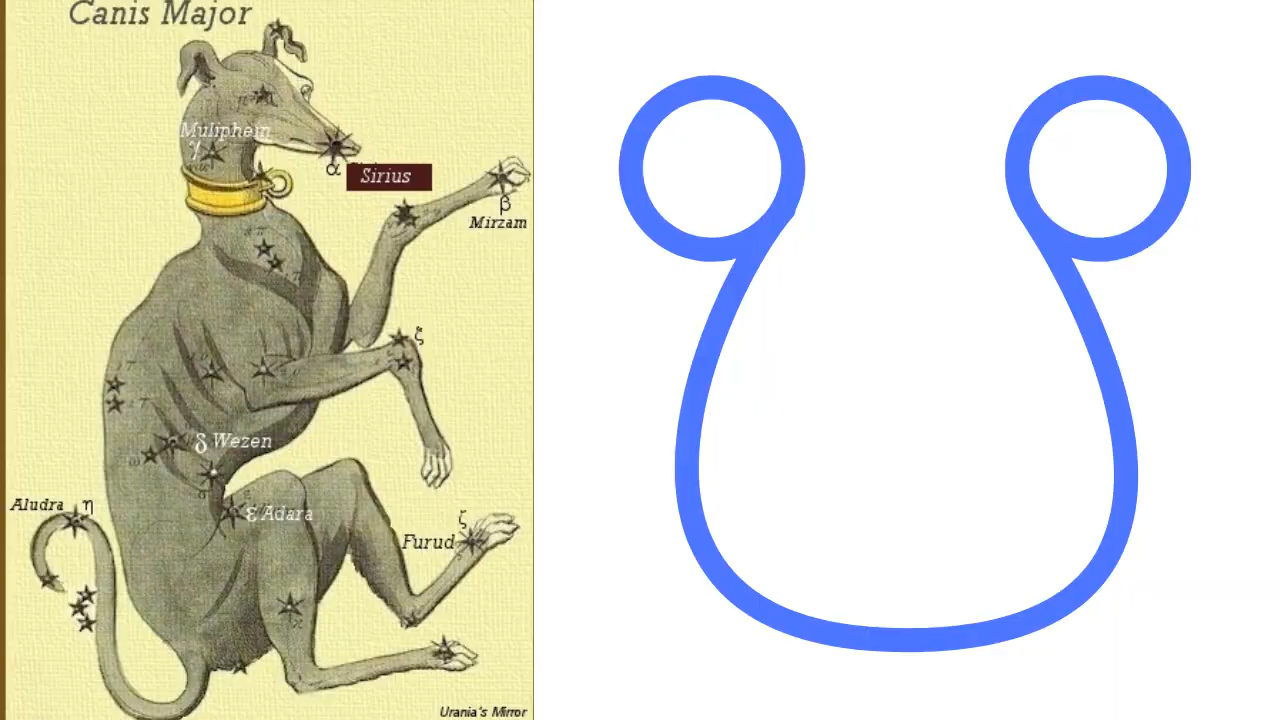 Canis Major
Muliphein
γ
α
Sirius
β
Mirzam
ζ
δ Wezen
Aludra η
ε Adara
ζ
Furud
Urania's Mirror